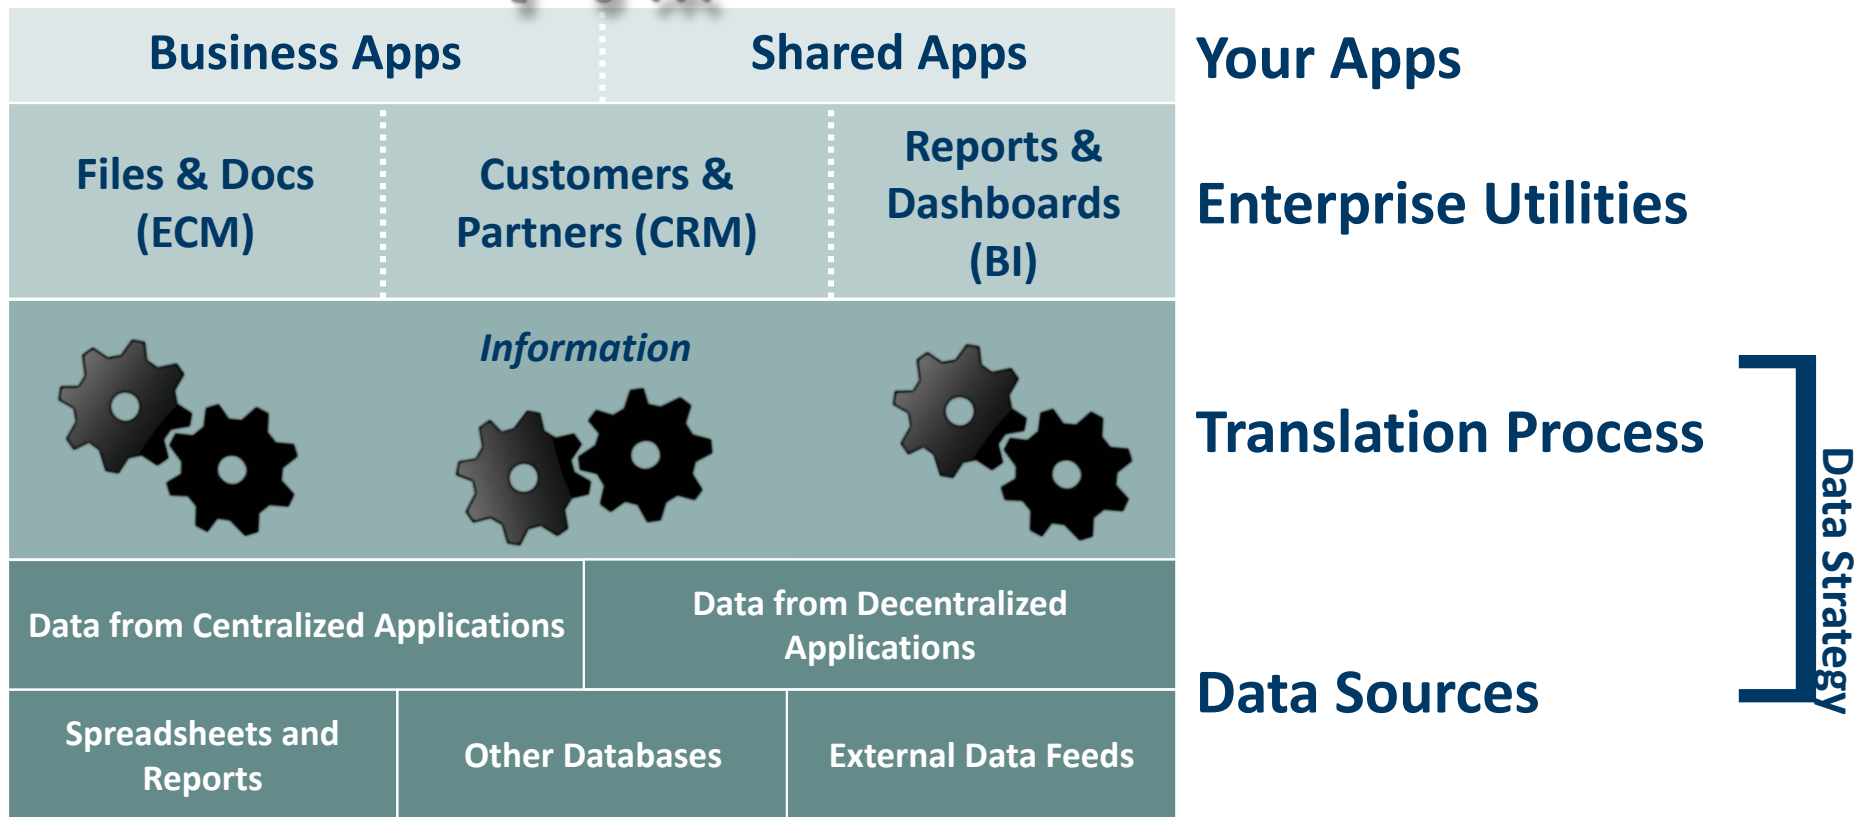 Business Apps
Shared Apps
Your Apps
Files & Docs
(ECM)
Customers &
Partners (CRM)
Reports &
Dashboards
(BI)
Enterprise Utilities
Information
Translation Process
Data Strategy
Data from Centralized Applications
Data from Decentralized
Applications
Data Sources
Spreadsheets and
Reports
Other Databases
External Data Feeds